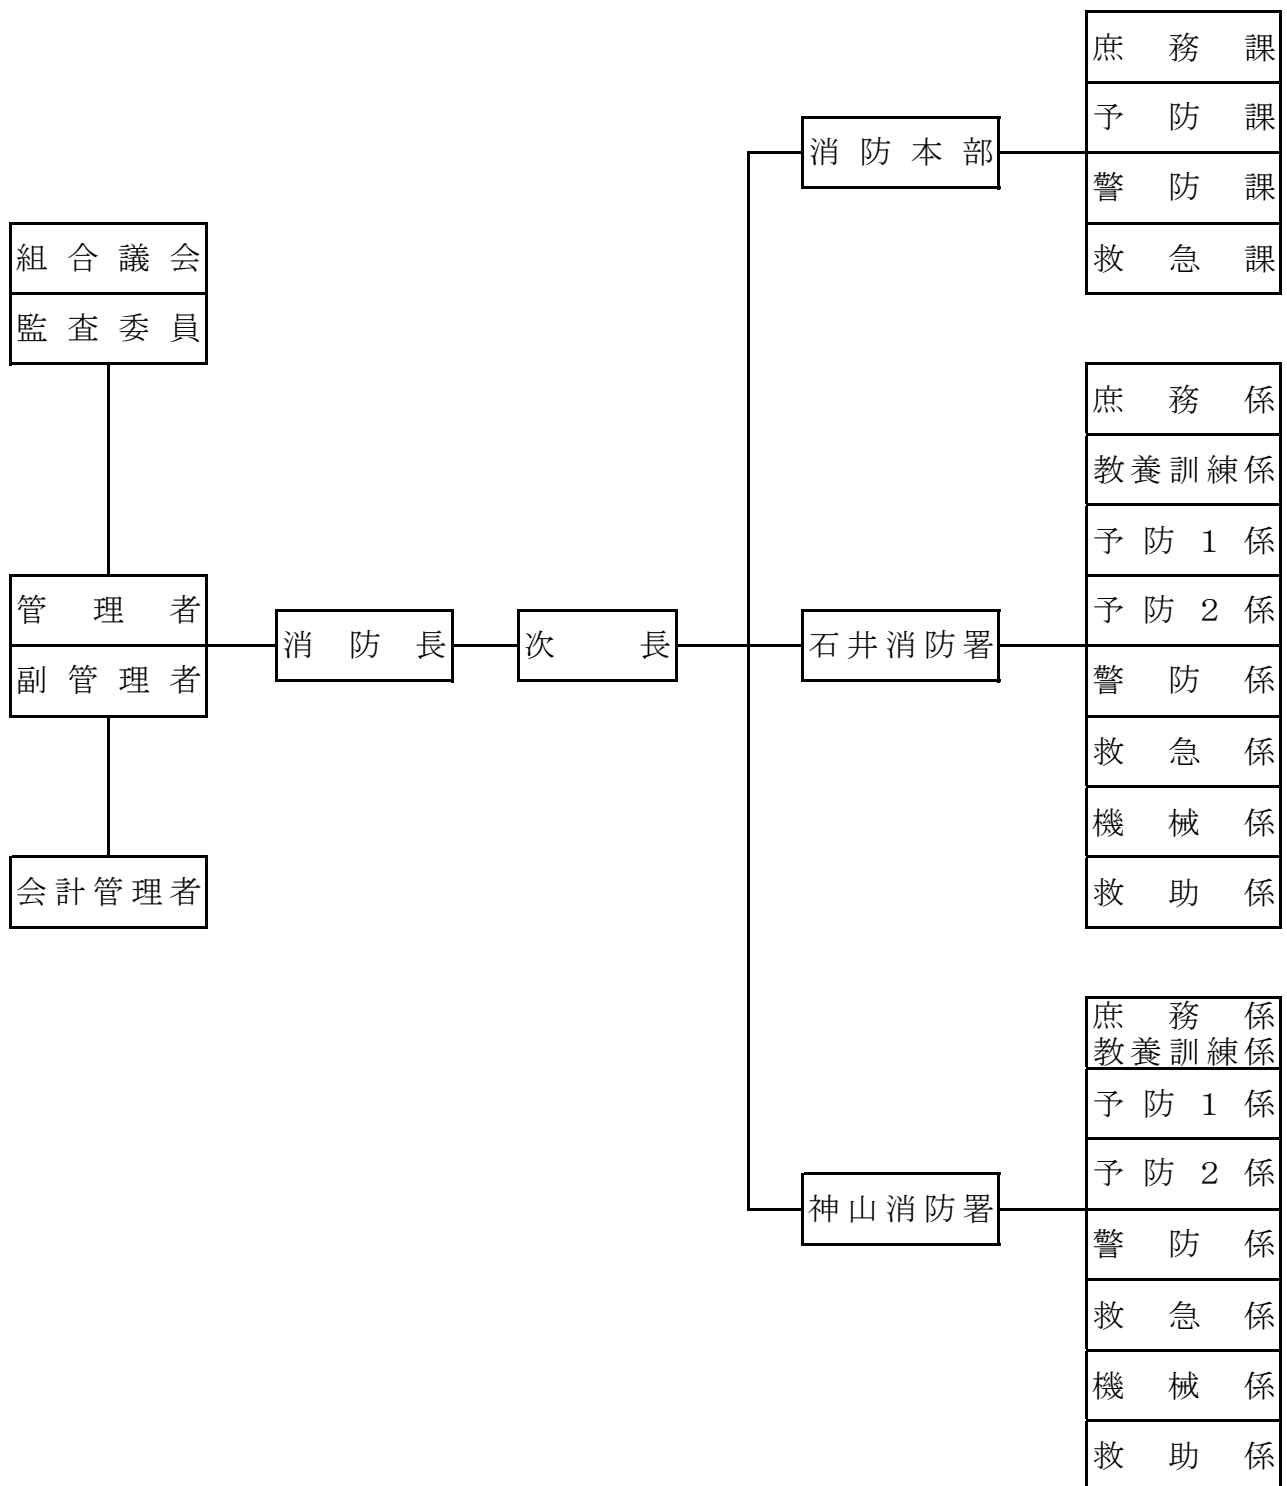 組合議会
監査委員
管理者
副管理者
会計管理者
消防長
次長
消防本部
庶務課
予防課
警防課
救急課
石井消防署
庶務係
教養訓練係
予防1係
予防2係
警防係
救急係
機械係
救助係
神山消防署
庶務係
教養訓練係
予防1係
予防2係
警防係
救急係
機械係
救助係